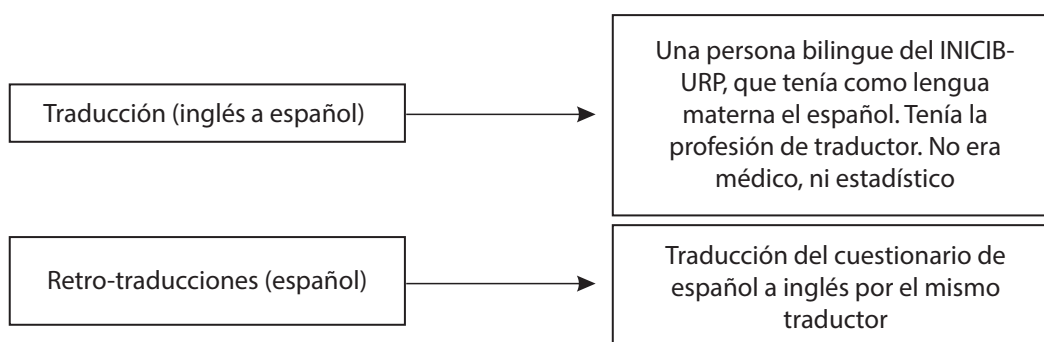 Traducción (inglés a español)
Una persona bilingue del INICIB-
URP, que tenía como lengua
materna el español. Tenía la
profesión de traductor. No era
médico, ni estadístico
Retro-traducciones (español)
Traducción del cuestionario de
español a inglés por el mismo
traductor